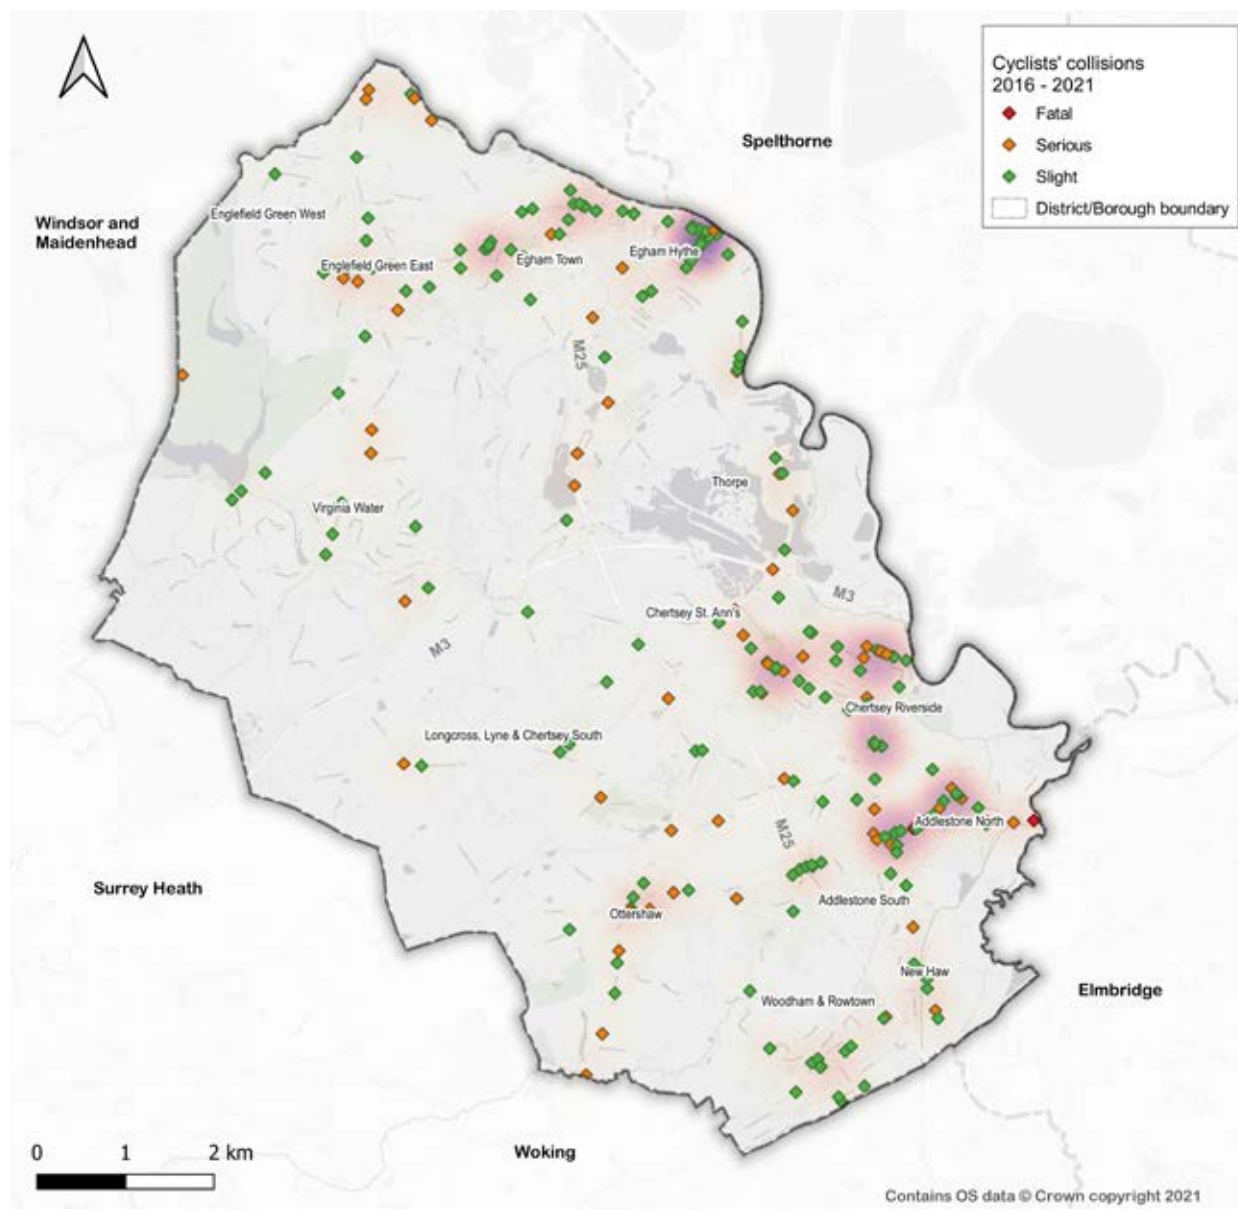 Cyclists' collisions
2016 - 2021
Fatal
Serious
Slight
District/Borough boundary
Spelthorne
Windsor and
Maidenhead
Englefield Green West
Englefield Green East
Egham Town
Egham Hythe
M25
Thorpe
Virginia Water
M3
Chertsey St. Ann's
M3
Chertsey Riverside
Longcross, Lyne & Chertsey South
Addlestone North
M25
Surrey Heath
Addlestone South
Ottershaw
New Haw
Elmbridge
Woodham & Rowtown
0 1 2 km
Woking
Contains OS data © Crown copyright 2021